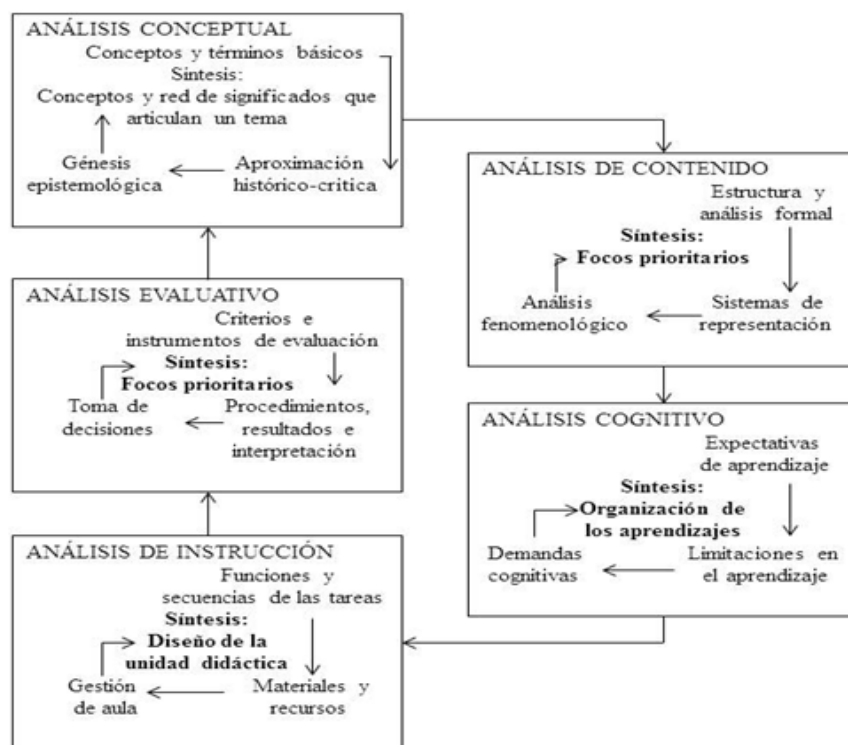 ANÁLISIS CONCEPTUAL
Conceptos y términos básicos
Síntesis:
Conceptos y red de significados que
articulan un tema
Génesis
epistemológica
Aproximación
histórico-critica
ANÁLISIS DE CONTENIDO
Estructura y
análisis formal
Síntesis:
Focos prioritarios
Análisis
fenomenológico
Sistemas de
representación
ANÁLISIS EVALUATIVO
Criterios e
instrumentos de evaluación
Síntesis:
Focos prioritarios
Toma de
decisiones
Procedimientos,
resultados e
interpretación
ANÁLISIS COGNITIVO
Expectativas
de aprendizaje
Síntesis:
Organización de
los aprendizajes
Demandas
cognitivas
Limitaciones en
el aprendizaje
ANÁLISIS DE INSTRUCCIÓN
Funciones y
secuencias de las tareas
Síntesis:
Diseño de la
unidad didáctica
Gestión
de aula
Materiales y
recursos